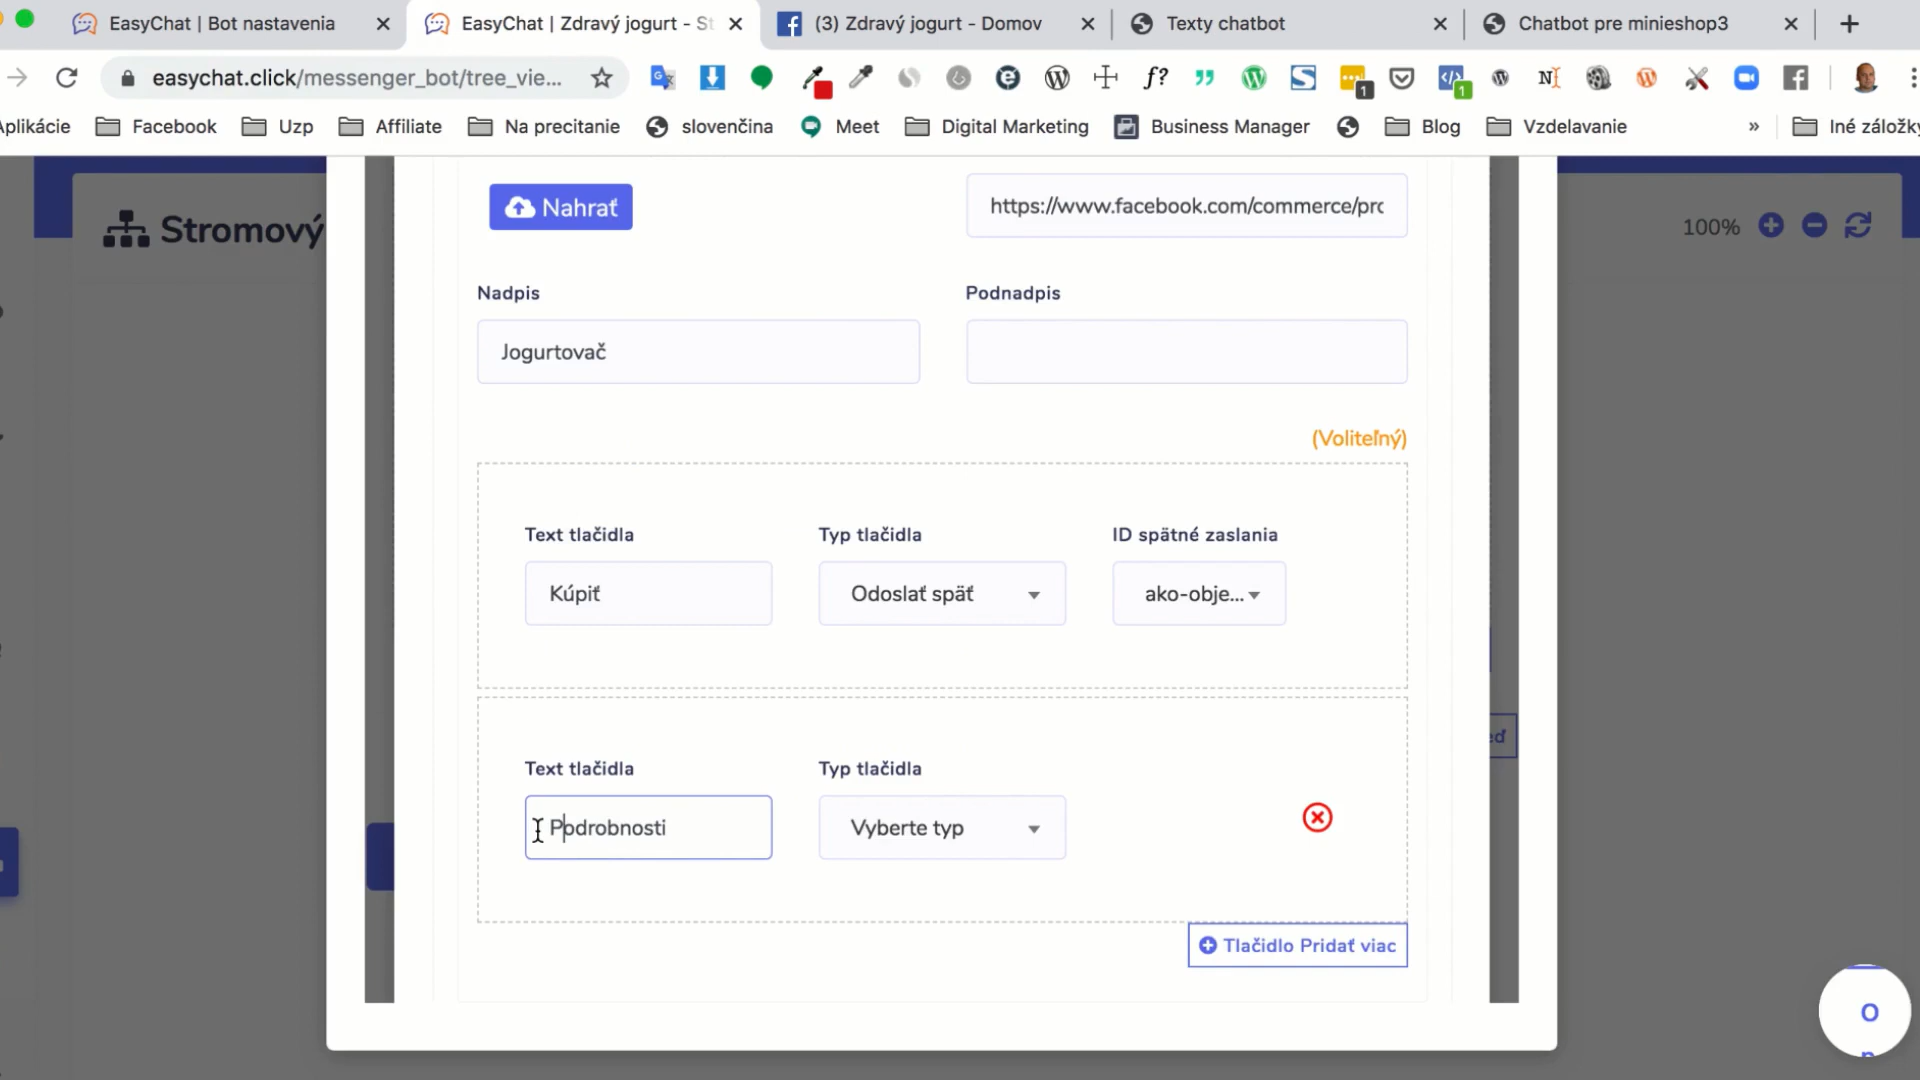 EasyChat | Bot nastavenia
EasyChat | Zdravý jogurt - St
(3) Zdravý jogurt - Domov
Texty chatbot
Chatbot pre minieshop3
easychat.click/messenger_bot/tree_vie...
1
1
plikácie
Facebook
Uzp
Affiliate
Na precitanie
slovenčina
Meet
Digital Marketing
Business Manager
Blog
Vzdelavanie
»
Iné záložky
Stromový
100%
Nahrať
https://www.facebook.com/commerce/prc
Nadpis
Podnadpis
Jogurtovač
(Voliteľný)
Text tlačidla
Typ tlačidla
ID spätné zaslania
Kúpiť
Odoslať späť
ako-obje...
Text tlačidla
Typ tlačidla
Podrobnosti
Vyberte typ
Tlačidlo Pridať viac